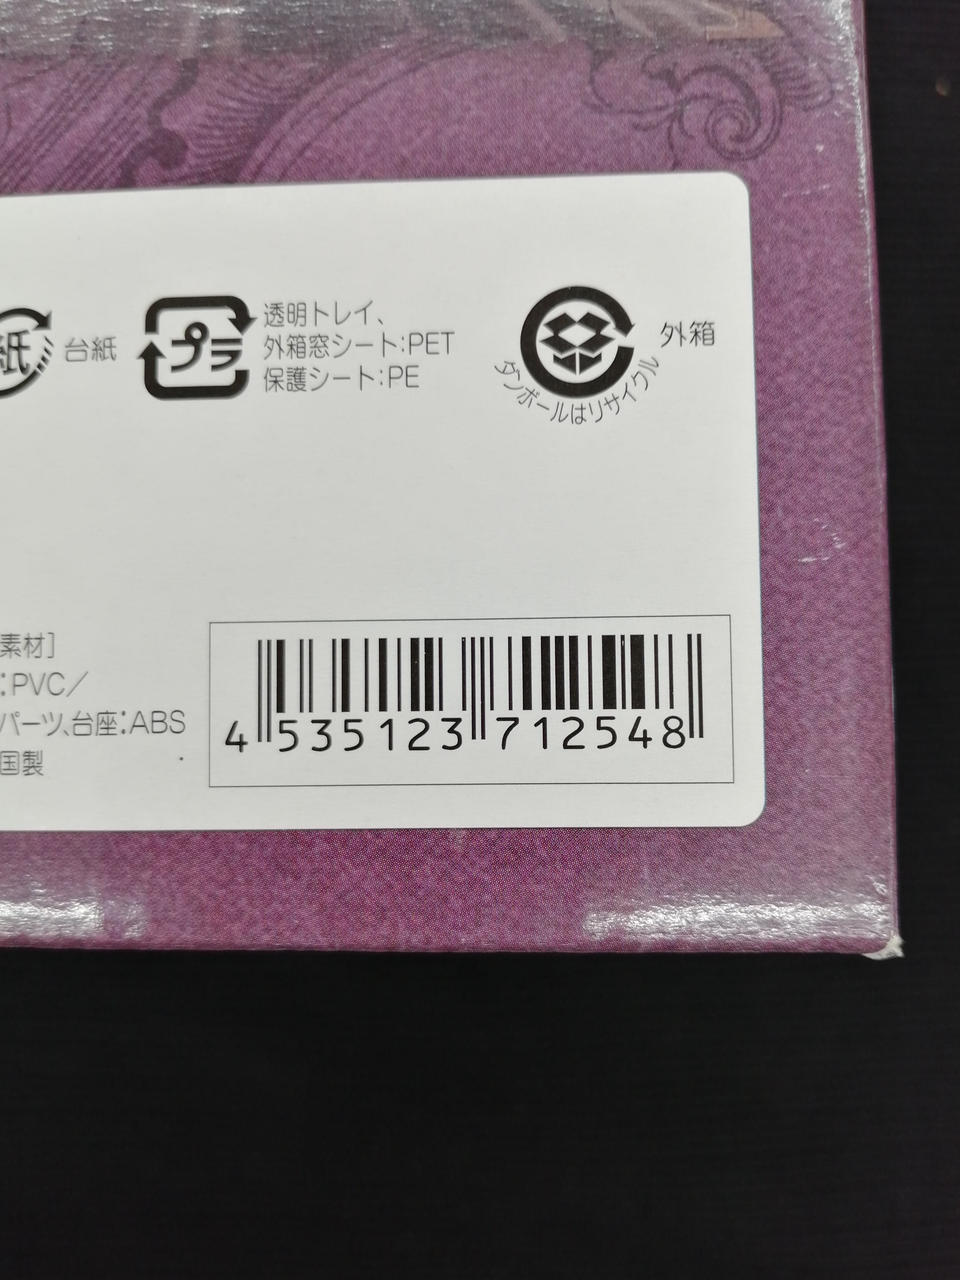 紙
台紙
プラ
透明トレイ、
外箱窓シート:PET
保護シート:PE
ダンボールはリサイクル
外箱
素材]
:PVC/
パーツ、台座:ABS
国製
4 535123 712548